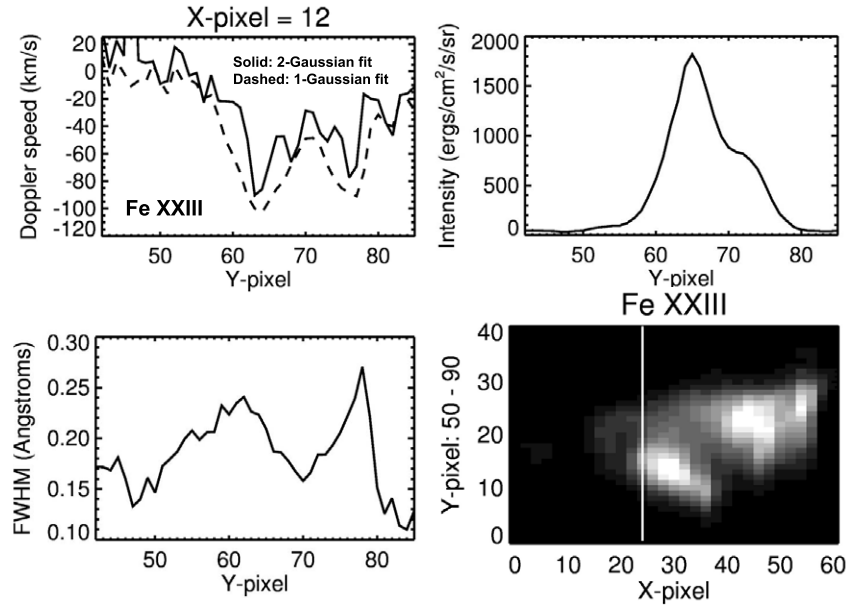 X-pixel = 12
Doppler speed (km/s)
20
0
-20
-40
-60
-80
-100
-120
Solid: 2-Gaussian fit
Dashed: 1-Gaussian fit
Fe XXIII
50 60 70 80
Y-pixel
Intensity (ergs/cm²/s/sr)
2000
1500
1000
500
0
50 60 70 80
Y-pixel
FWHM (Angstroms)
0.30
0.25
0.20
0.15
0.10
50 60 70 80
Y-pixel
Fe XXIII
Y-pixel: 50 - 90
40
30
20
10
0
0 10 20 30 40 50 60
X-pixel